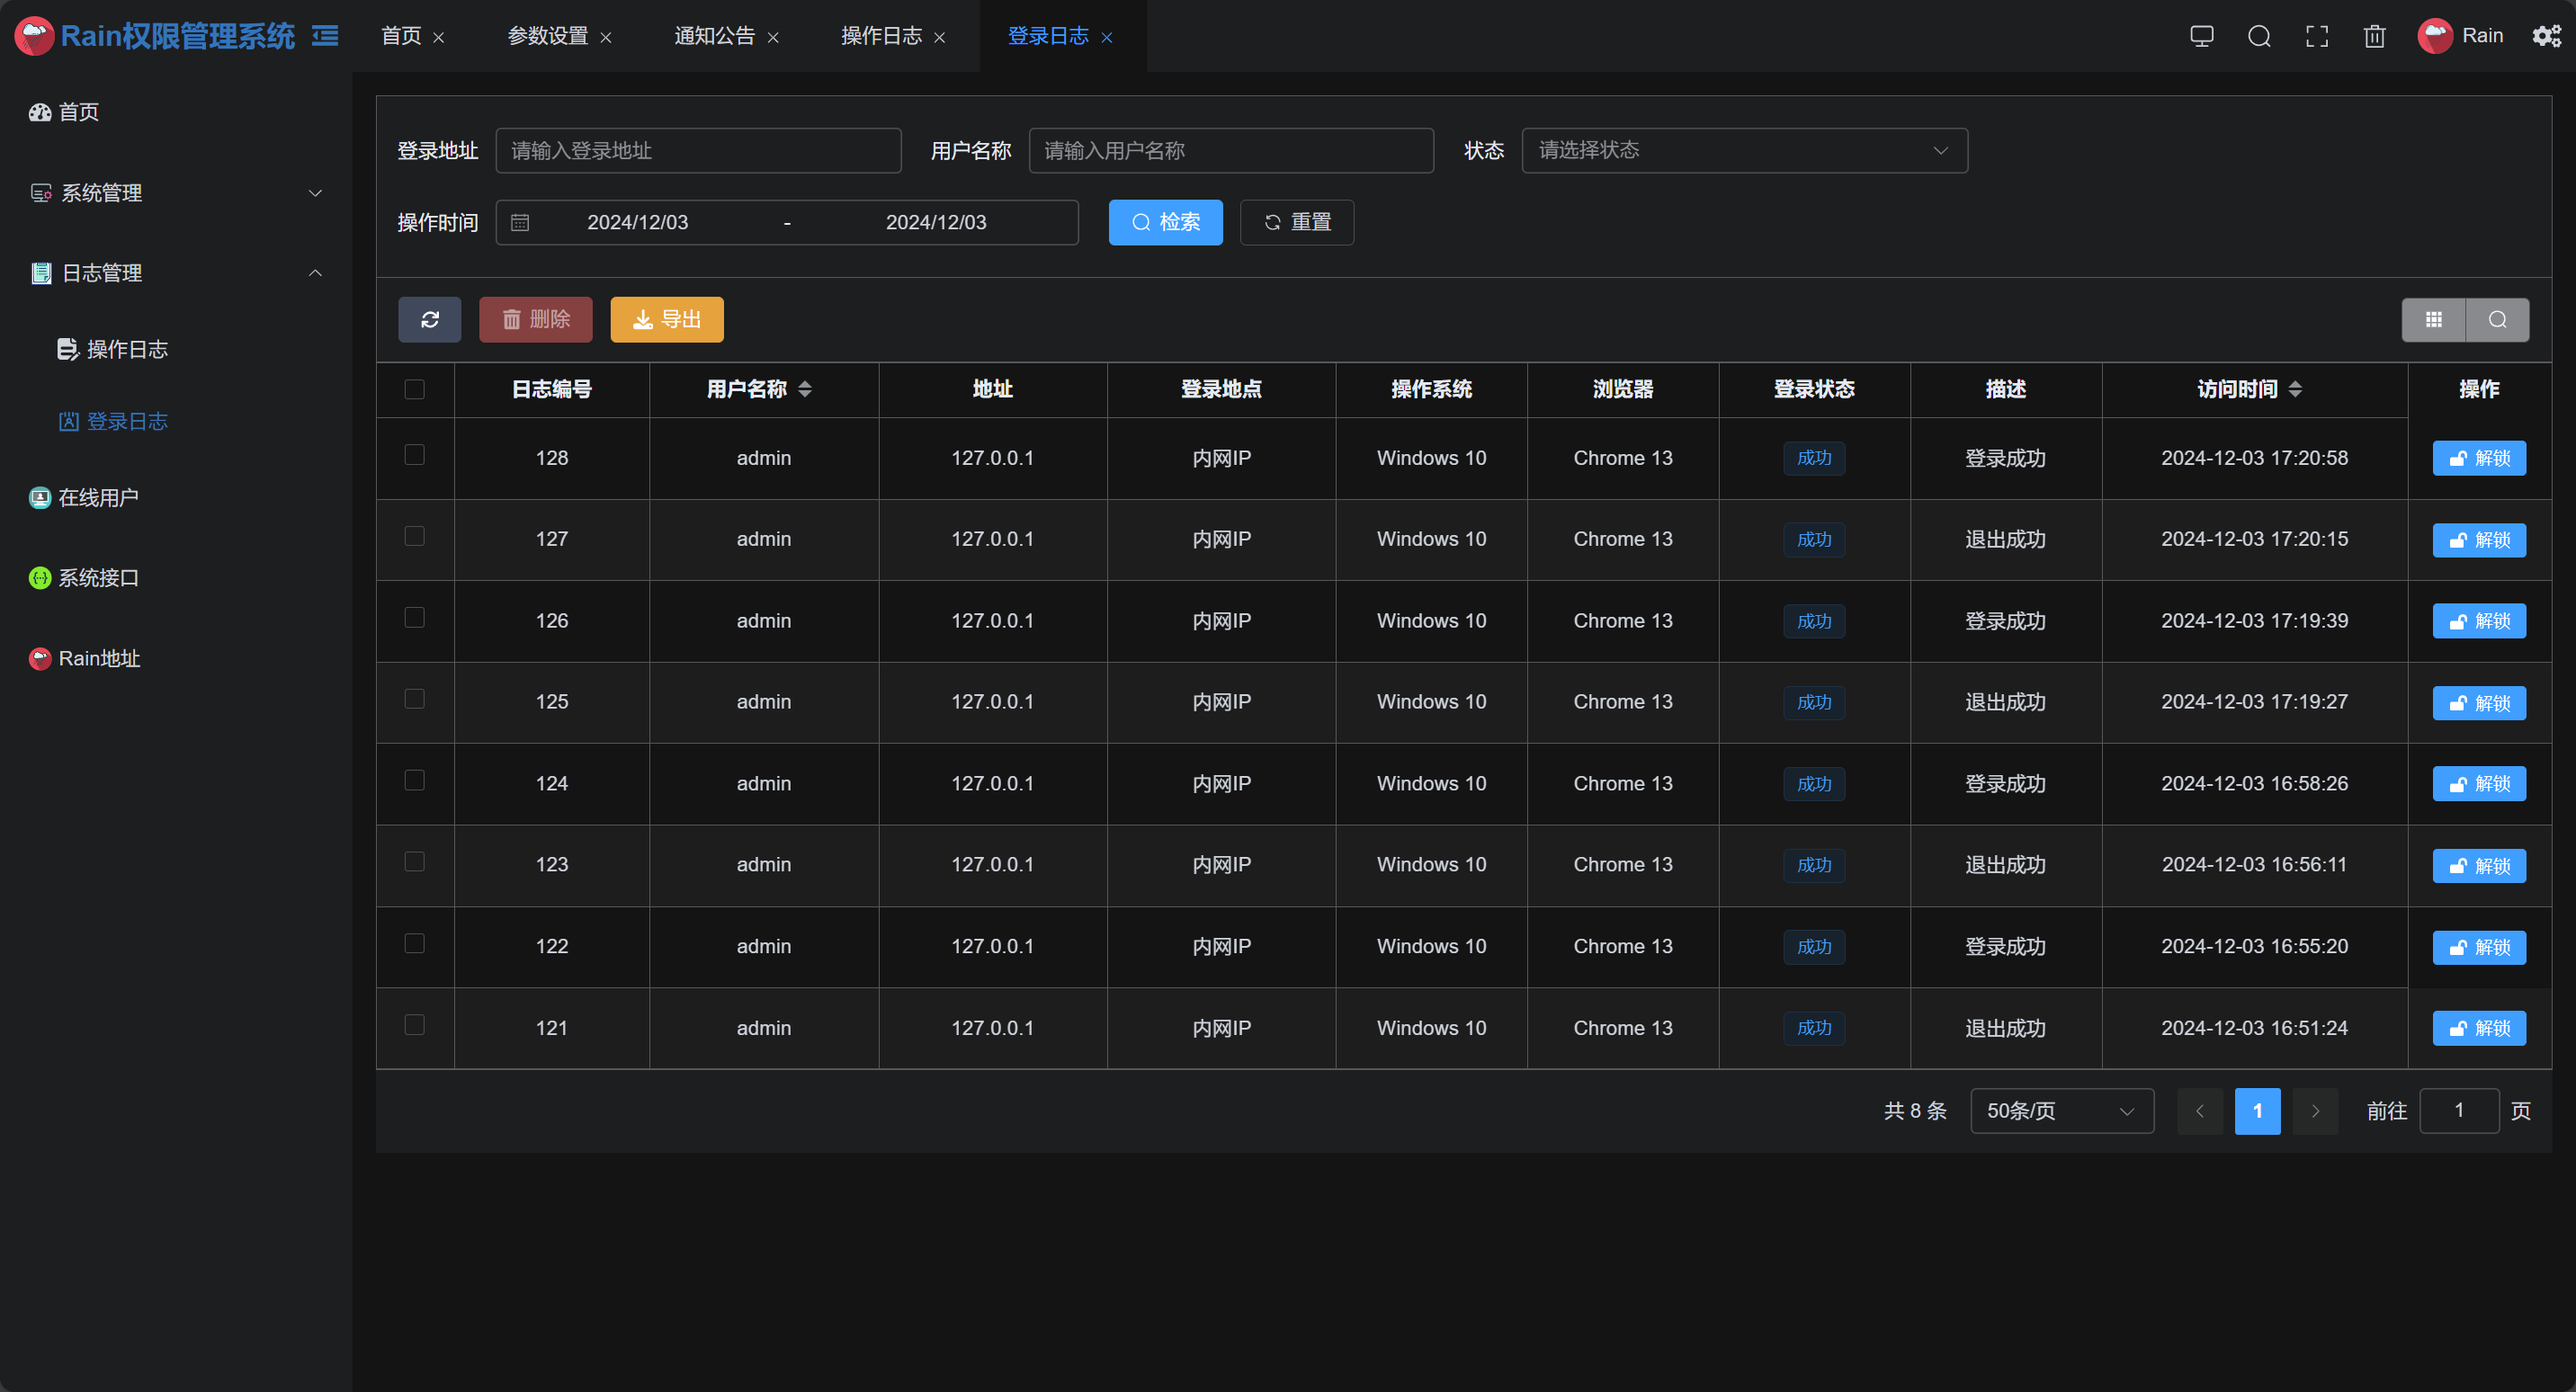 Rain权限管理系统
首页 参数设置 通知公告 操作日志 登录日志
Rain
首页
系统管理
日志管理
操作日志
登录日志
在线用户
系统接口
Rain地址
登录地址 请输入登录地址 用户名称 请输入用户名称 状态 请选择状态
操作时间 2024/12/03 - 2024/12/03 检索 重置
删除 导出
日志编号 用户名称 地址 登录地点 操作系统 浏览器 登录状态 描述 访问时间 操作
128 admin 127.0.0.1 内网IP Windows 10 Chrome 13 成功 登录成功 2024-12-03 17:20:58 解锁
127 admin 127.0.0.1 内网IP Windows 10 Chrome 13 成功 退出成功 2024-12-03 17:20:15 解锁
126 admin 127.0.0.1 内网IP Windows 10 Chrome 13 成功 登录成功 2024-12-03 17:19:39 解锁
125 admin 127.0.0.1 内网IP Windows 10 Chrome 13 成功 退出成功 2024-12-03 17:19:27 解锁
124 admin 127.0.0.1 内网IP Windows 10 Chrome 13 成功 登录成功 2024-12-03 16:58:26 解锁
123 admin 127.0.0.1 内网IP Windows 10 Chrome 13 成功 退出成功 2024-12-03 16:56:11 解锁
122 admin 127.0.0.1 内网IP Windows 10 Chrome 13 成功 登录成功 2024-12-03 16:55:20 解锁
121 admin 127.0.0.1 内网IP Windows 10 Chrome 13 成功 退出成功 2024-12-03 16:51:24 解锁
共 8 条 50条/页 1 前往 1 页